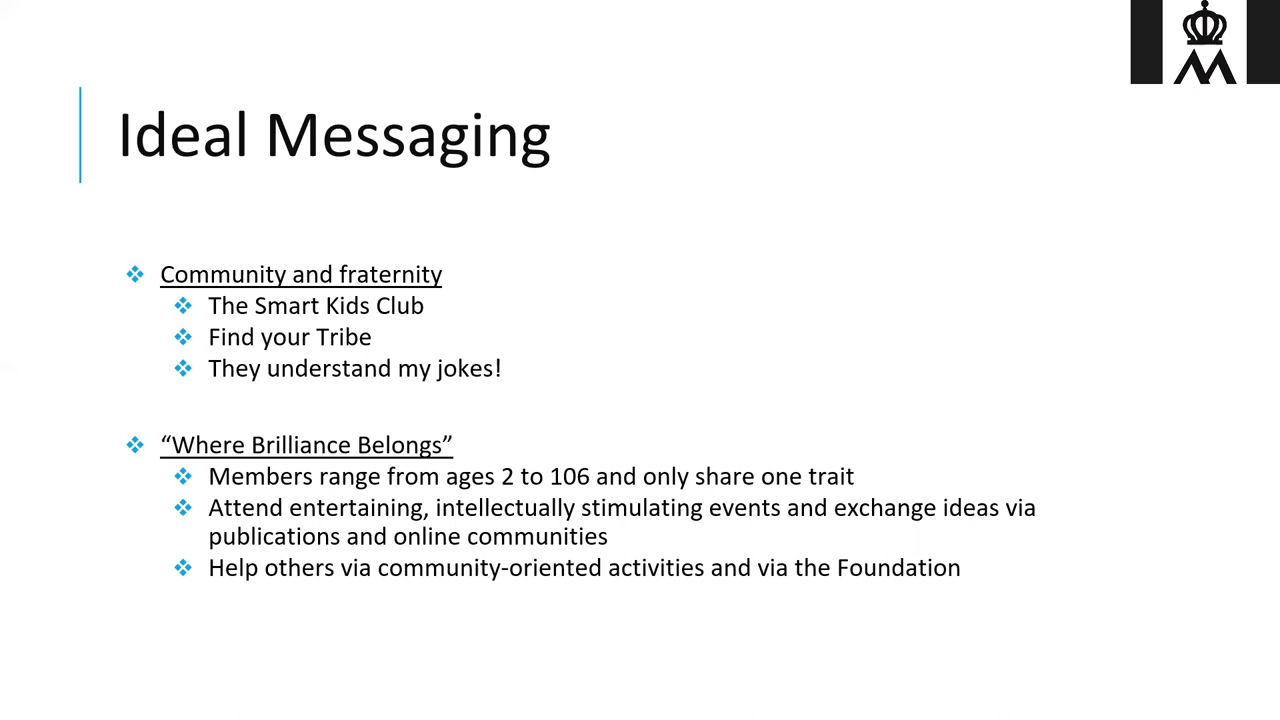 Ideal Messaging
Community and fraternity
The Smart Kids Club
Find your Tribe
They understand my jokes!
“Where Brilliance Belongs”
Members range from ages 2 to 106 and only share one trait
Attend entertaining, intellectually stimulating events and exchange ideas via
publications and online communities
Help others via community-oriented activities and via the Foundation